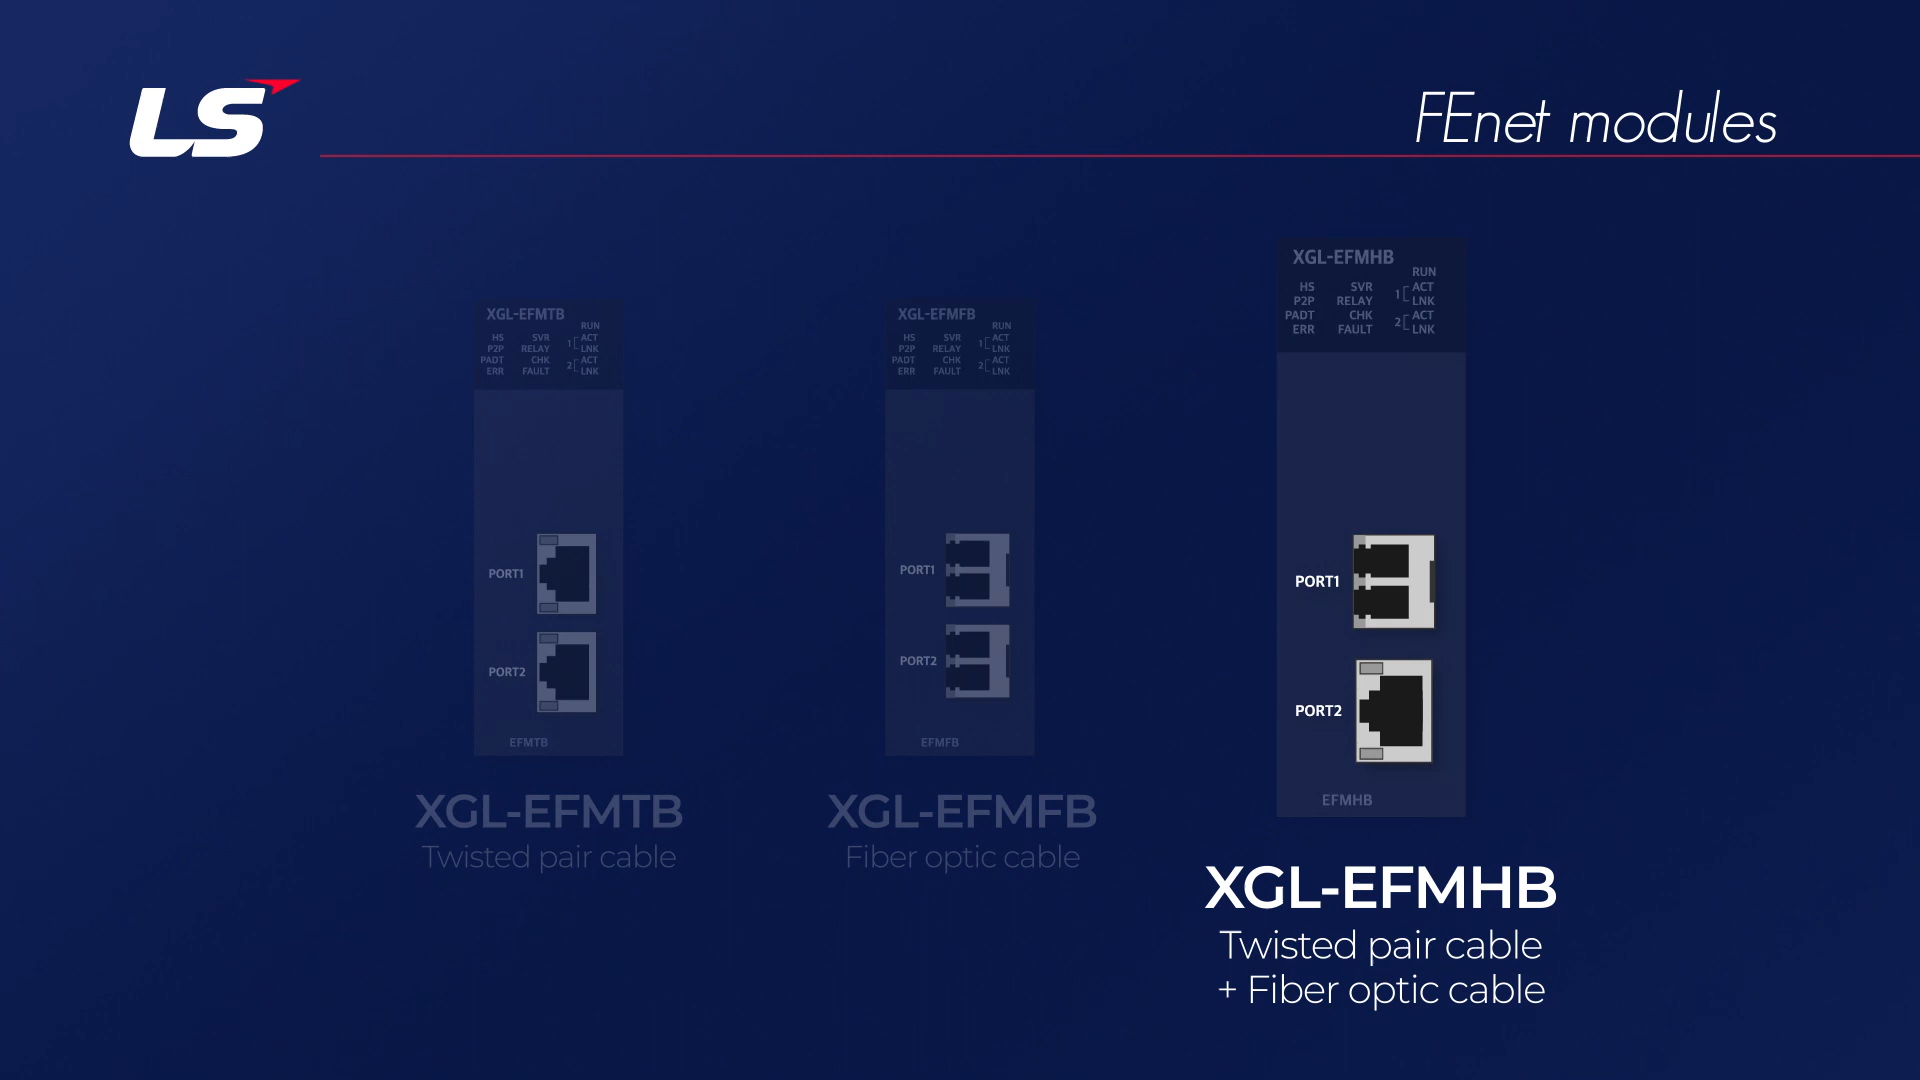 LS
FEnet modules
XGL-EFMTB
RUN
HS SVR 1 ACT
P2P RELAY LNK
PADT CHK 2 ACT
ERR FAULT LNK
PORT1
PORT2
EFMTB
XGL-EFMTB
Twisted pair cable
XGL-EFMFB
RUN
HS SVR 1 ACT
P2P RELAY LNK
PADT CHK 2 ACT
ERR FAULT LNK
PORT1
PORT2
EFMFB
XGL-EFMFB
Fiber optic cable
XGL-EFMHB
RUN
HS SVR 1 ACT
P2P RELAY LNK
PADT CHK 2 ACT
ERR FAULT LNK
PORT1
PORT2
EFMHB
XGL-EFMHB
Twisted pair cable
+ Fiber optic cable